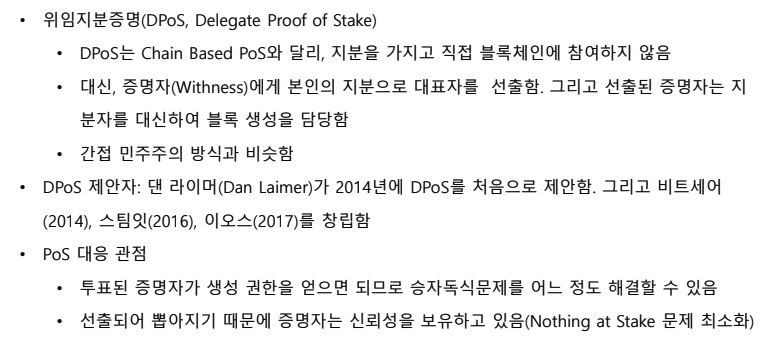 • 위임지분증명(DPoS, Delegate Proof of Stake)
• DPoS는 Chain Based PoS와 달리, 지분을 가지고 직접 블록체인에 참여하지 않음
• 대신, 증명자(Withness)에게 본인의 지분으로 대표자를 선출함. 그리고 선출된 증명자는 지
분자를 대신하여 블록 생성을 담당함
• 간접 민주주의 방식과 비슷함
• DPoS 제안자: 댄 라이머(Dan Laimer)가 2014년에 DPoS를 처음으로 제안함. 그리고 비트세어
(2014), 스팀잇(2016), 이오스(2017)를 창립함
• PoS 대응 관점
• 투표된 증명자가 생성 권한을 얻으면 되므로 승자독식문제를 어느 정도 해결할 수 있음
• 선출되어 뽑아지기 때문에 증명자는 신뢰성을 보유하고 있음(Nothing at Stake 문제 최소화)